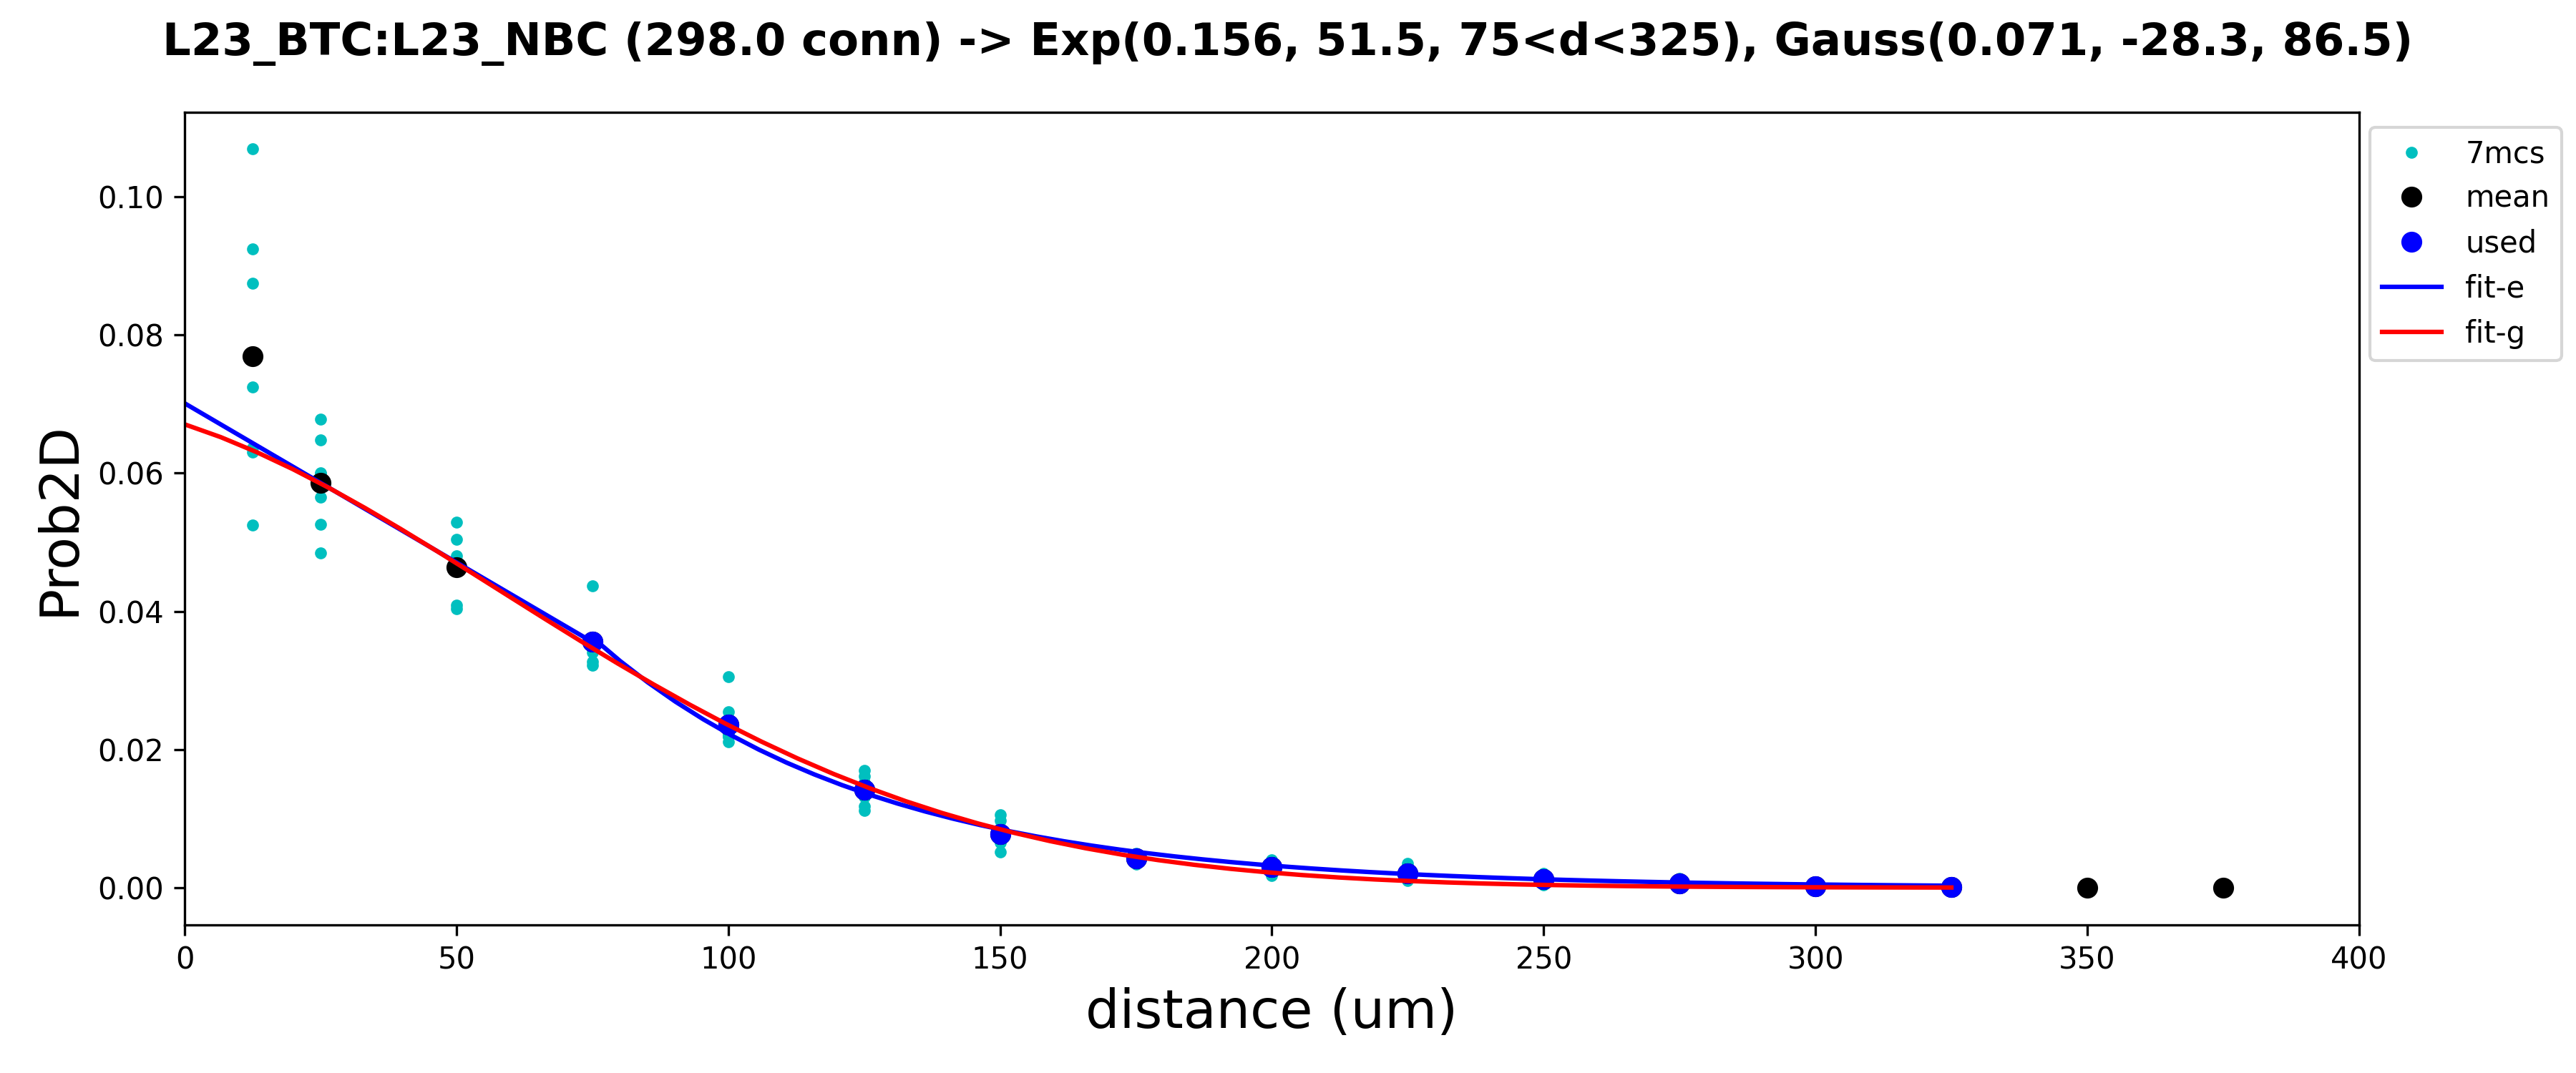 L23_BTC:L23_NBC (298.0 conn) -> Exp(0.156, 51.5, 75<d<325), Gauss(0.071, -28.3, 86.5)
7mcs
mean
used
fit-e
fit-g
Prob2D
0.10
0.08
0.06
0.04
0.02
0.00
0 50 100 150 200 250 300 350 400
distance (um)